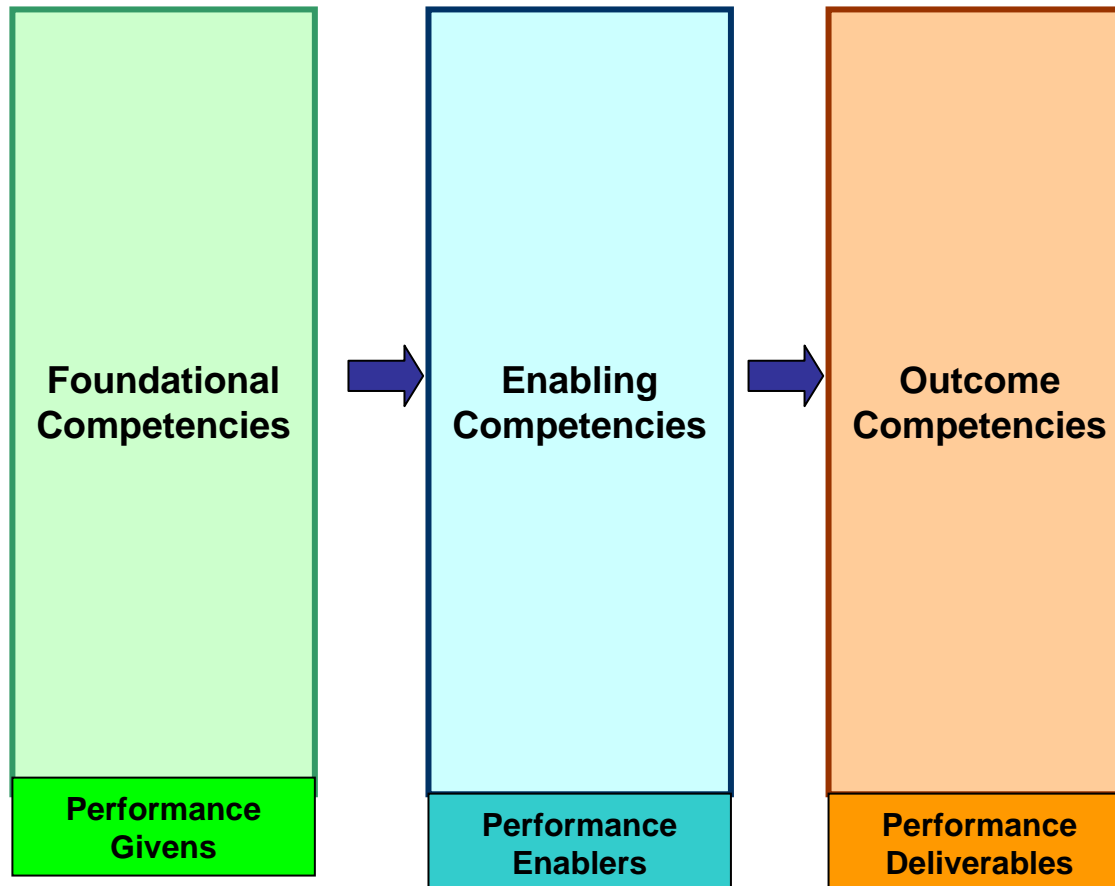 Foundational
Competencies
Enabling
Competencies
Outcome
Competencies
Performance
Givens
Performance
Enablers
Performance
Deliverables